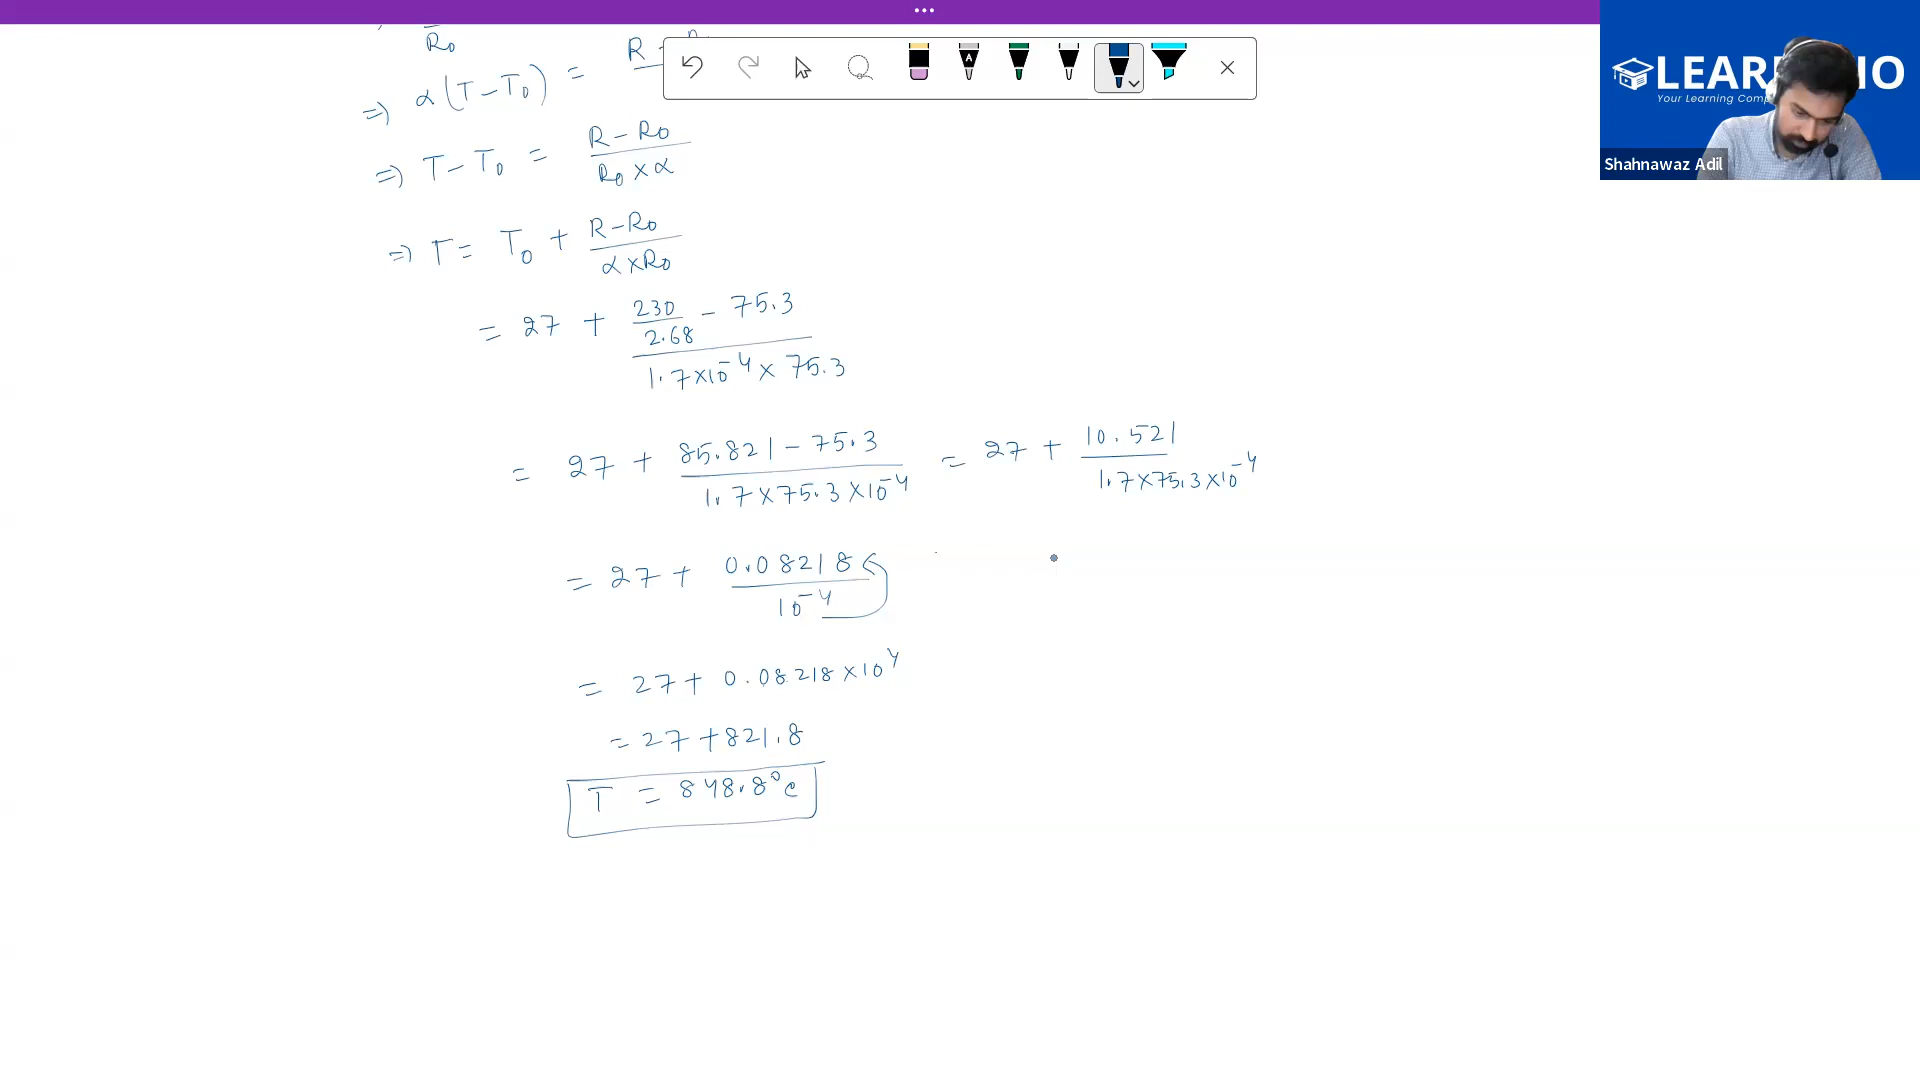 R₀
R -
⇒) α(T-T₀) =
⇒) T-T₀ = (R-R₀)/(R₀×α)
⇒) T = T₀ + (R-R₀)/(α×R₀)
= 27 + (230/2.68 - 75.3)/(1.7×10⁻⁴ × 75.3)
= 27 + (85.821 - 75.3)/(1.7×75.3×10⁻⁴) = 27 + 10.521/(1.7×75.3×10⁻⁴)
= 27 + 0.08218/10⁻⁴
= 27 + 0.08218×10⁴
= 27 + 821.8
T = 848.8°C
A
LEAR IO
Your Learning Comp
Shahnawaz Adil